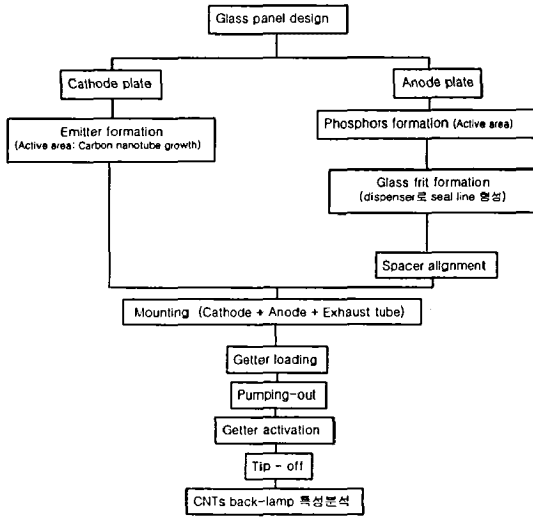 Glass panel design
Cathode plate
Anode plate
Emitter formation
(Active area: Carbon nanotube growth)
Phosphors formation (Active area)
Glass frit formation
(dispenser로 seal line 형성)
Spacer alignment
Mounting (Cathode + Anode + Exhaust tube)
Getter loading
Pumping-out
Getter activation
Tip - off
CNTs back-lamp 특성분석